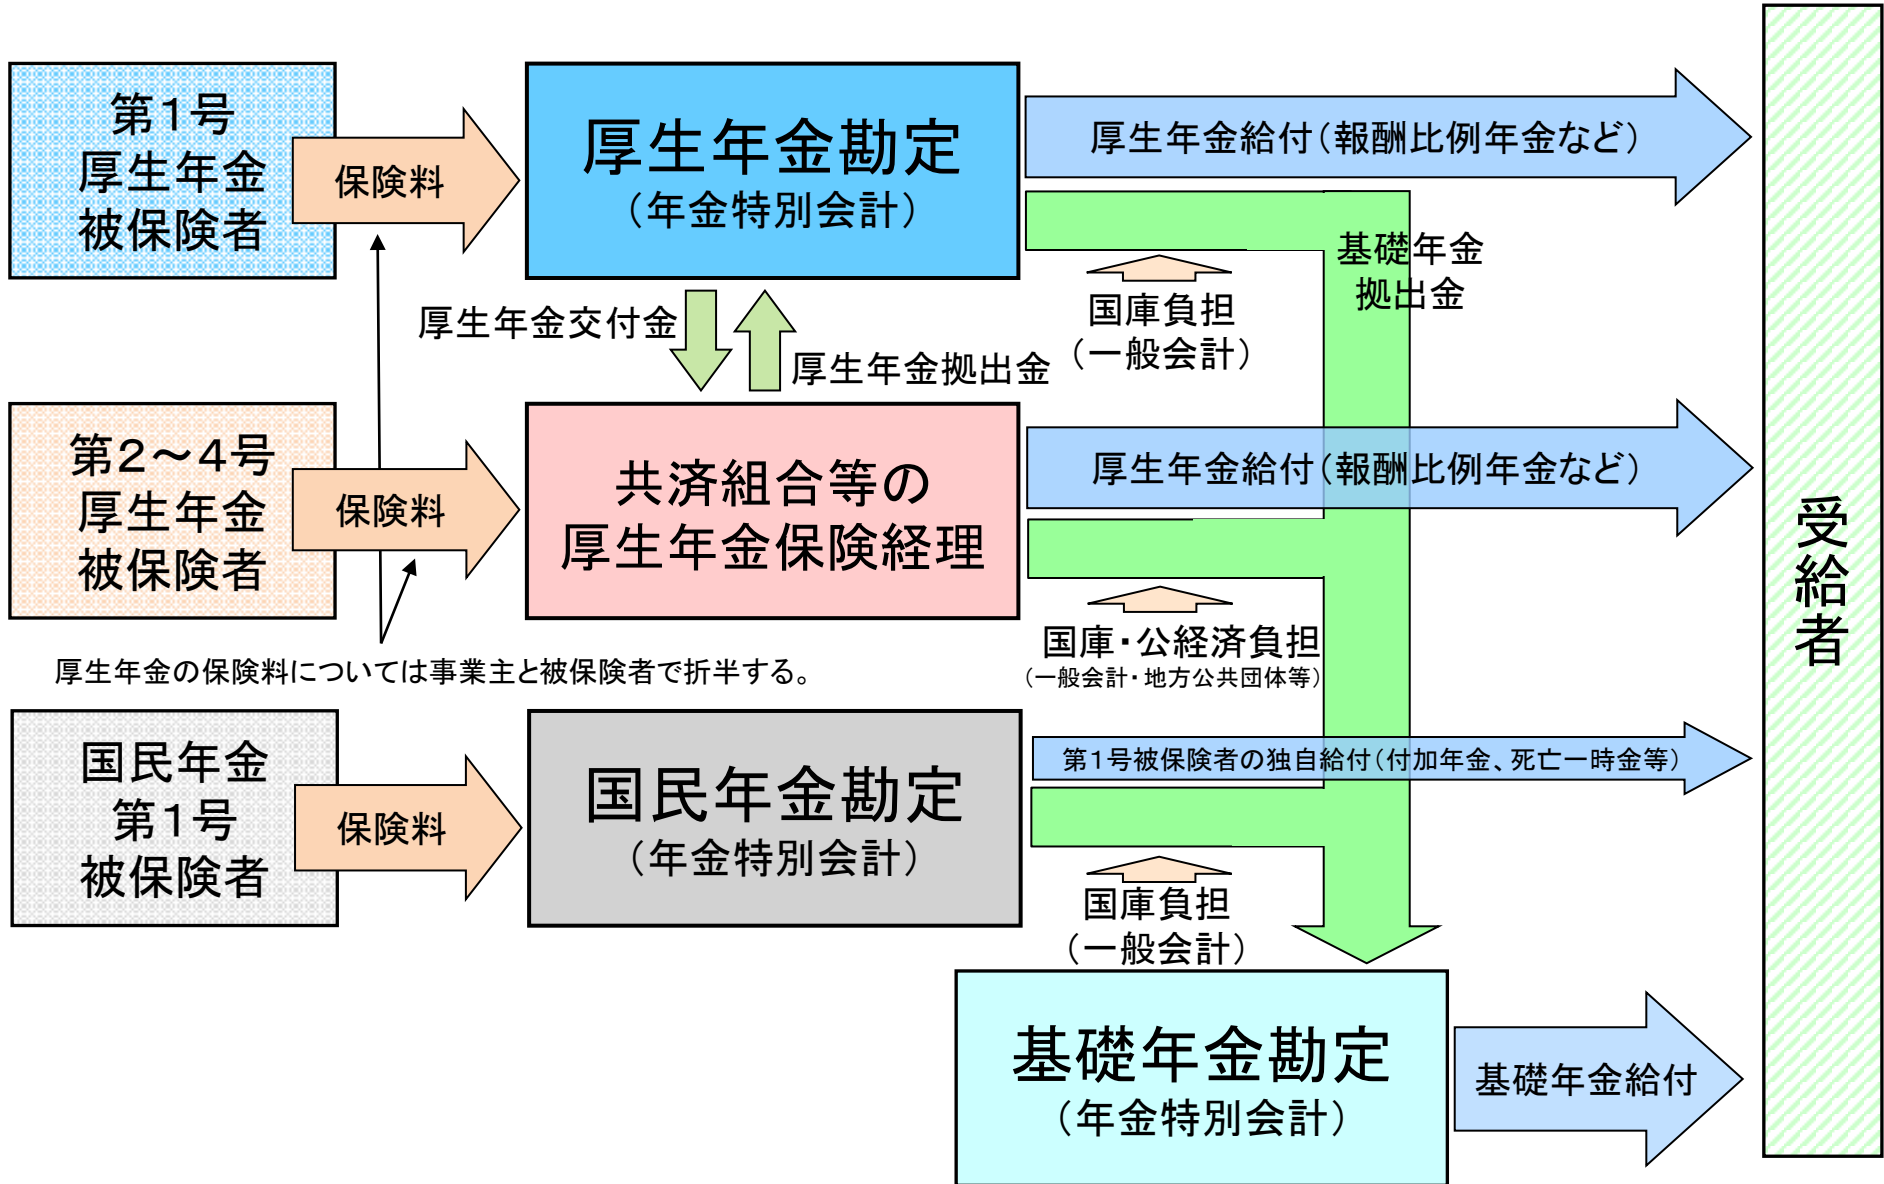 第1号
厚生年金
被保険者
保険料
厚生年金勘定
（年金特別会計）
厚生年金給付（報酬比例年金など）
基礎年金
拠出金
国庫負担
（一般会計）
厚生年金交付金
厚生年金拠出金
第2～4号
厚生年金
被保険者
保険料
共済組合等の
厚生年金保険経理
厚生年金給付（報酬比例年金など）
国庫・公経済負担
（一般会計・地方公共団体等）
厚生年金の保険料については事業主と被保険者で折半する。
国民年金
第1号
被保険者
保険料
国民年金勘定
（年金特別会計）
第1号被保険者の独自給付（付加年金、死亡一時金等）
国庫負担
（一般会計）
基礎年金勘定
（年金特別会計）
基礎年金給付
受給者